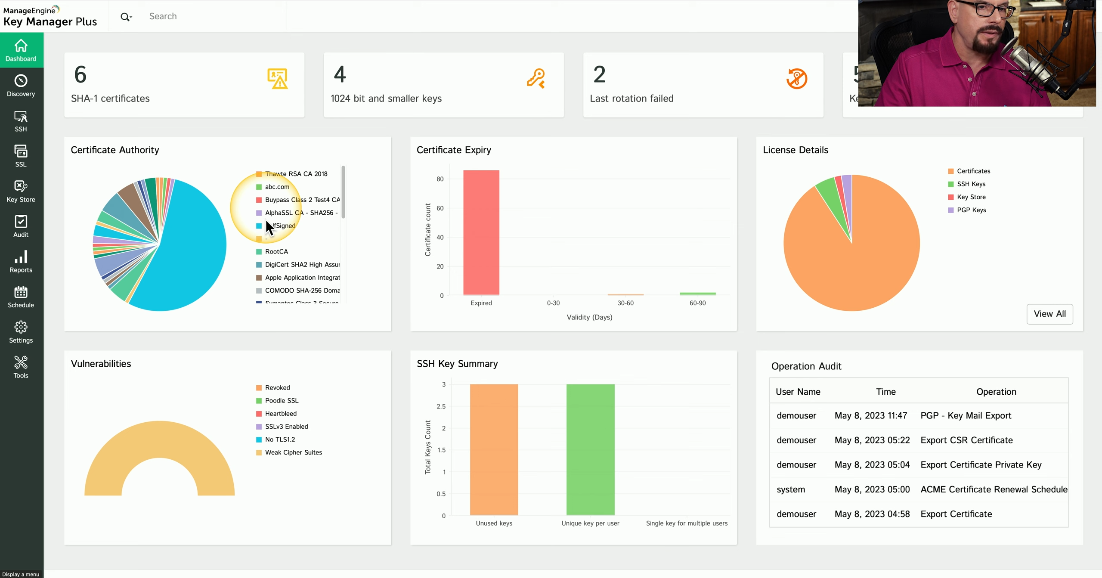 ManageEngine
Key Manager Plus
Search
Dashboard
Discovery
SSH
SSL
Key Store
Audit
Reports
Schedule
Settings
Tools
Display a menu
6
SHA-1 certificates
4
1024 bit and smaller keys
2
Last rotation failed
Certificate Authority
Thawte RSA CA 2018
abc.com
Buypass Class 2 Test4 CA
AlphaSSL CA - SHA256 -
RootCA
DigiCert SHA2 High Assur
Apple Application Integrat
COMODO SHA-256 Doma
Certificate Expiry
Certificate count
80
60
40
20
0
Expired
0-30
30-60
60-90
Validity (Days)
License Details
Certificates
SSH Keys
Key Store
PGP Keys
View All
Vulnerabilities
Revoked
Poodle SSL
Heartbleed
SSLv3 Enabled
No TLS1.2
Weak Cipher Suites
SSH Key Summary
Total Keys Count
3
2.5
2
1.5
1
0.5
0
Unused keys
Unique key per user
Single key for multiple users
Operation Audit
User Name Time Operation
demouser May 8, 2023 11:47 PGP - Key Mail Export
demouser May 8, 2023 05:22 Export CSR Certificate
demouser May 8, 2023 05:04 Export Certificate Private Key
system May 8, 2023 05:00 ACME Certificate Renewal Schedule
demouser May 8, 2023 04:58 Export Certificate